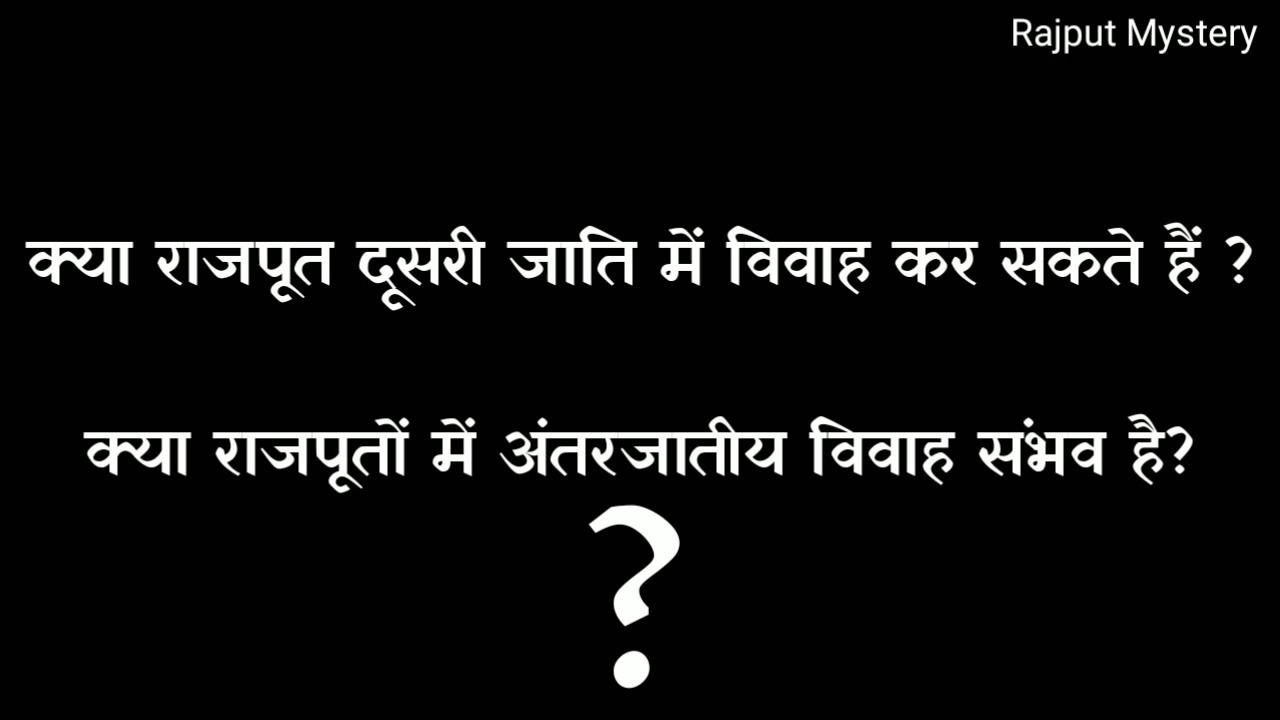 Rajput Mystery
क्या राजपूत दूसरी जाति में विवाह कर सकते हैं ?
क्या राजपूतों में अंतरजातीय विवाह संभव है?
?